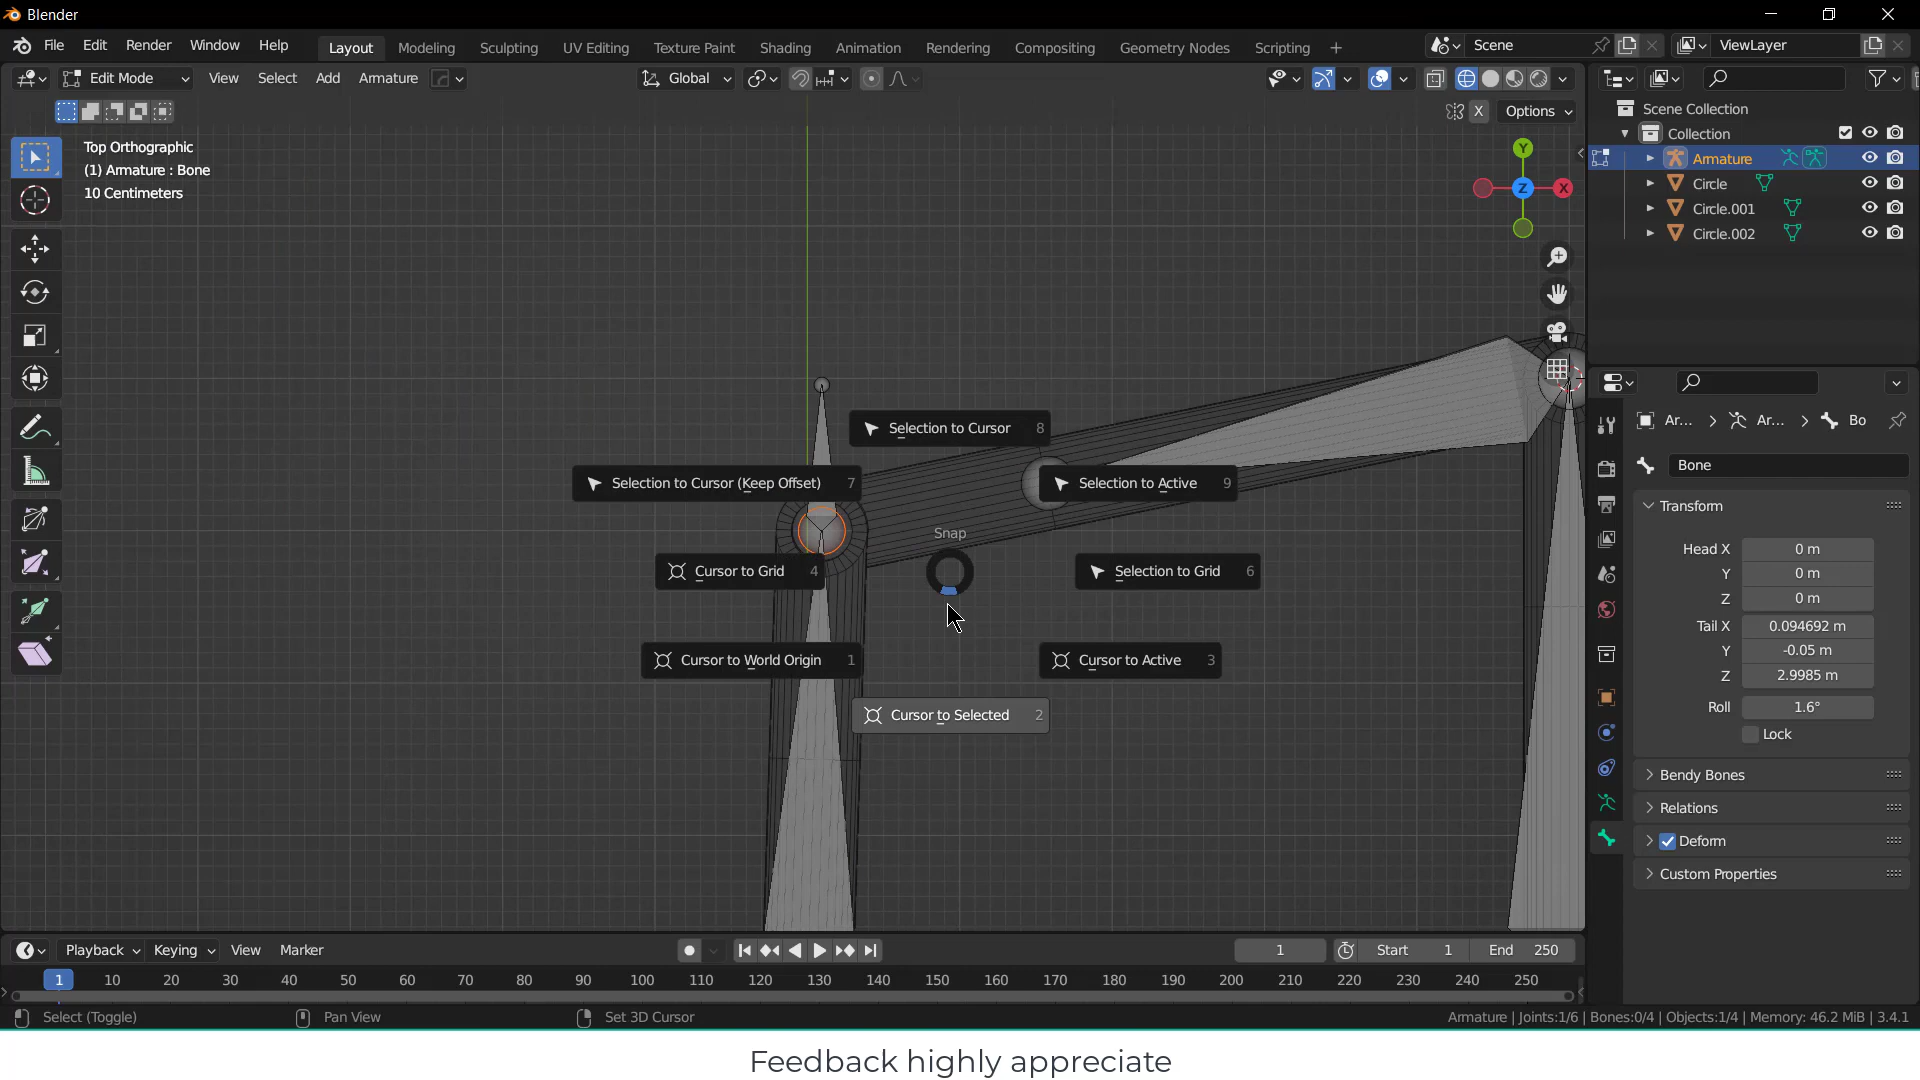 Blender
File Edit Render Window Help
Layout Modeling Sculpting UV Editing Texture Paint Shading Animation Rendering Compositing Geometry Nodes Scripting +
Scene
ViewLayer
Edit Mode View Select Add Armature
Global
X Options
Top Orthographic
(1) Armature : Bone
10 Centimeters
Y
Z
X
Scene Collection
Collection
Armature
Circle
Circle.001
Circle.002
Selection to Cursor 8
Selection to Cursor (Keep Offset) 7
Selection to Active 9
Snap
Cursor to Grid 4
Selection to Grid 6
Cursor to World Origin 1
Cursor to Active 3
Cursor to Selected 2
Ar... > Ar... > Bo
Bone
Transform
Head X 0 m
Y 0 m
Z 0 m
Tail X 0.094692 m
Y -0.05 m
Z 2.9985 m
Roll 1.6°
Lock
Bendy Bones
Relations
Deform
Custom Properties
Playback Keying View Marker
1 Start 1 End 250
1 10 20 30 40 50 60 70 80 90 100 110 120 130 140 150 160 170 180 190 200 210 220 230 240 250
Select (Toggle) Pan View Set 3D Cursor
Armature | Joints:1/6 | Bones:0/4 | Objects:1/4 | Memory: 46.2 MiB | 3.4.1
Feedback highly appreciate